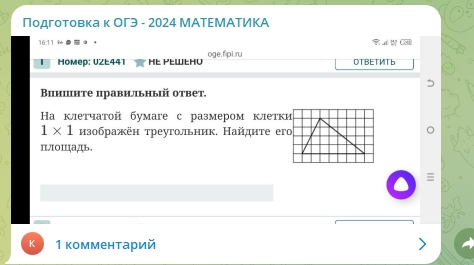 Подготовка к ОГЭ - 2024 МАТЕМАТИКА
16:11
oge.fipi.ru
1 Номер: 02E441 ★ НЕ РЕШЕНО ОТВЕТИТЬ
Впишите правильный ответ.
На клетчатой бумаге с размером клетки
1 × 1 изображён треугольник. Найдите его
площадь.
К 1 комментарий